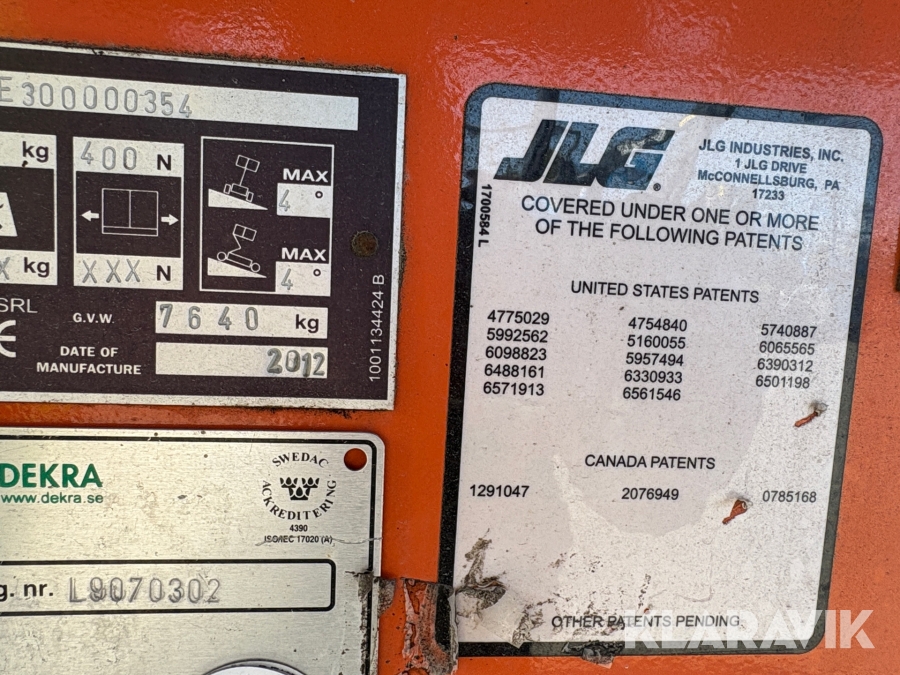 E300000354
kg
400 N
MAX
4°
X kg
XXX N
MAX
4°
SRL
G.V.W.
7640 kg
CE
DATE OF
MANUFACTURE
2012
1001134424 B
DEKRA
www.dekra.se
SWEDAC
ACKREDITERING
4390
ISO/IEC 17020 (A)
g. nr. L9070302
JLG®
JLG INDUSTRIES, INC.
1 JLG DRIVE
McCONNELLSBURG, PA
17233
1700584 L
COVERED UNDER ONE OR MORE
OF THE FOLLOWING PATENTS
UNITED STATES PATENTS
4775029 4754840 5740887
5992562 5160055 6065565
6098823 5957494 6390312
6488161 6330933 6501198
6571913 6561546
CANADA PATENTS
1291047 2076949 0785168
OTHER PATENTS PENDING
KLARAVIK